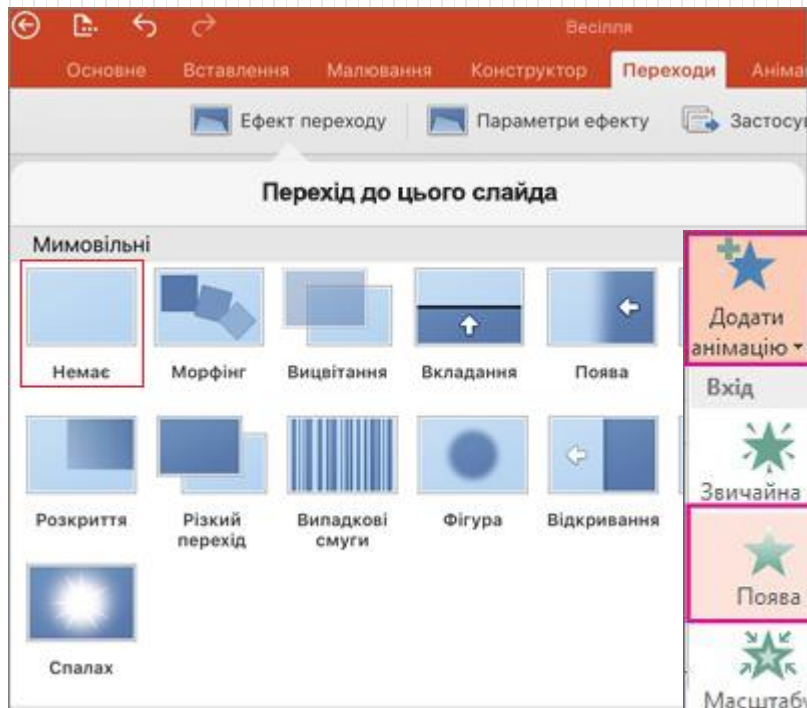 Весілля
Основне Вставлення Малювання Конструктор Переходи
Ефект переходу Параметри ефекту
Перехід до цього слайда
Мимовільні
Немає Морфінг Вицвітання Вкладання Поява
Розкриття Різкий перехід Випадкові смуги Фігура Відкривання
Спалах
Додати
анімацію
Вхід
Звичайна
Поява